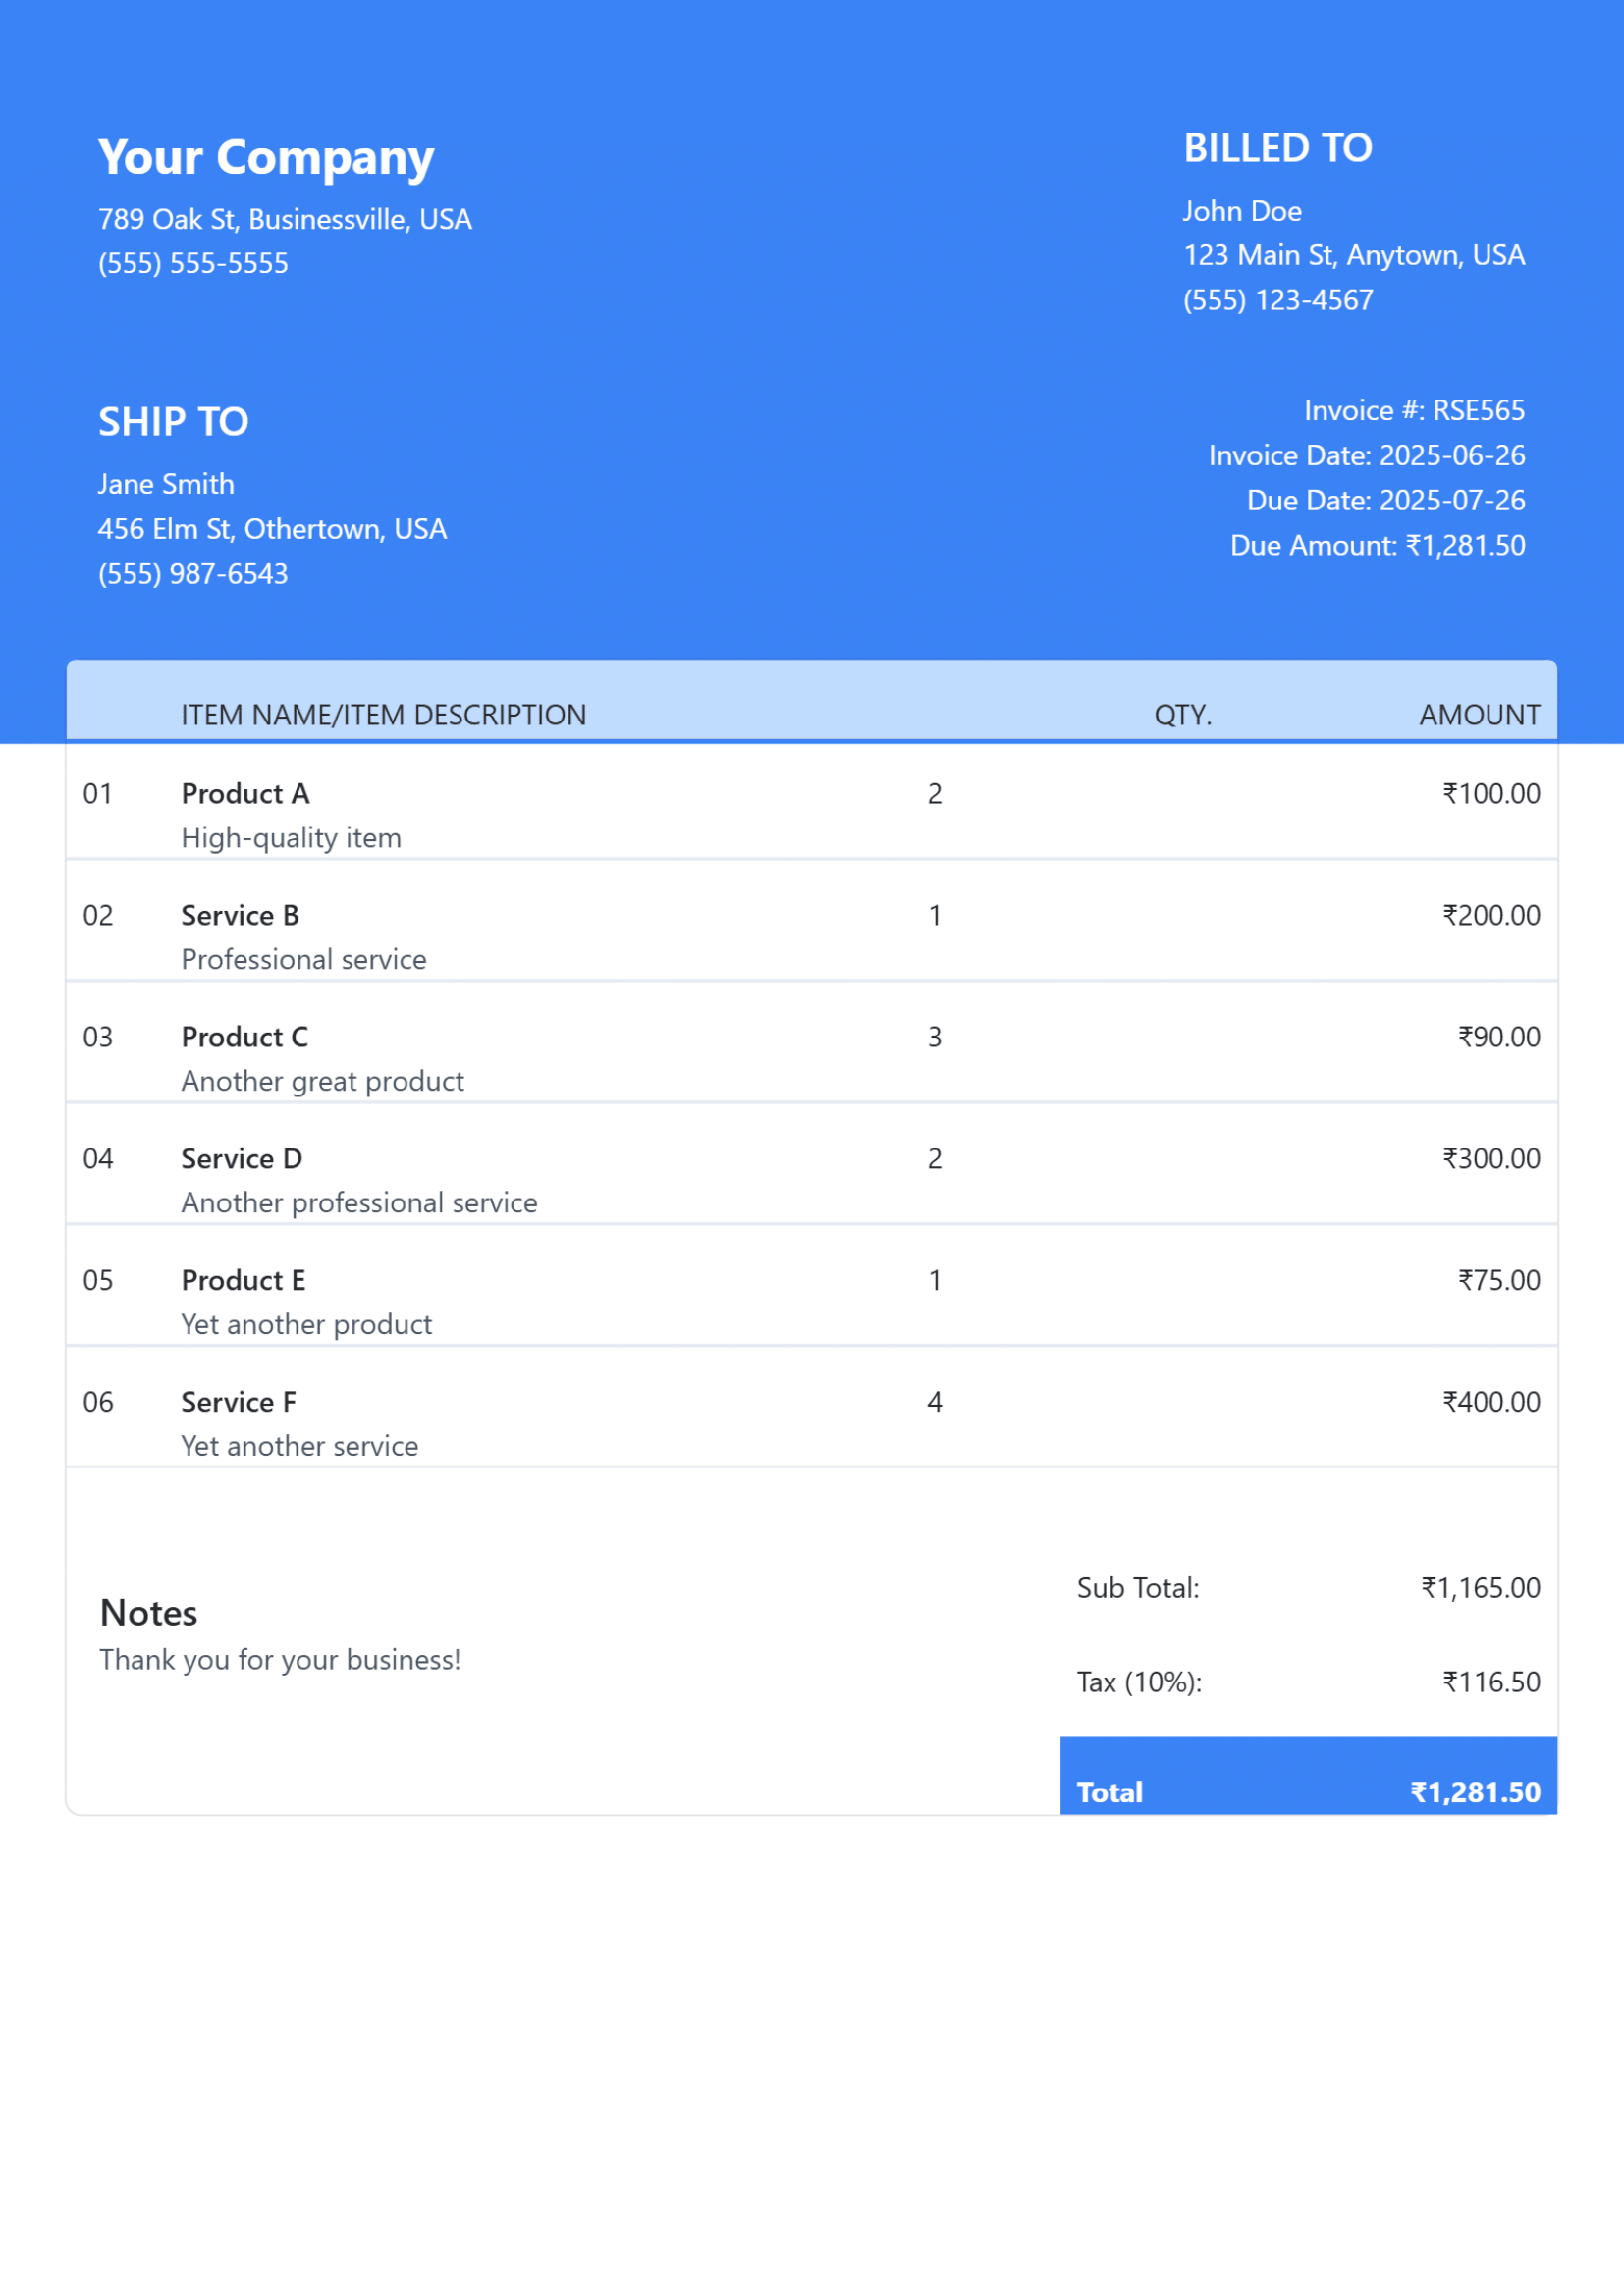 Your Company
789 Oak St, Businessville, USA
(555) 555-5555
BILLED TO
John Doe
123 Main St, Anytown, USA
(555) 123-4567
SHIP TO
Jane Smith
456 Elm St, Othertown, USA
(555) 987-6543
Invoice #: RSE565
Invoice Date: 2025-06-26
Due Date: 2025-07-26
Due Amount: ₹1,281.50
ITEM NAME/ITEM DESCRIPTION QTY. AMOUNT
01 Product A 2 ₹100.00
High-quality item
02 Service B 1 ₹200.00
Professional service
03 Product C 3 ₹90.00
Another great product
04 Service D 2 ₹300.00
Another professional service
05 Product E 1 ₹75.00
Yet another product
06 Service F 4 ₹400.00
Yet another service
Notes
Thank you for your business!
Sub Total: ₹1,165.00
Tax (10%): ₹116.50
Total ₹1,281.50